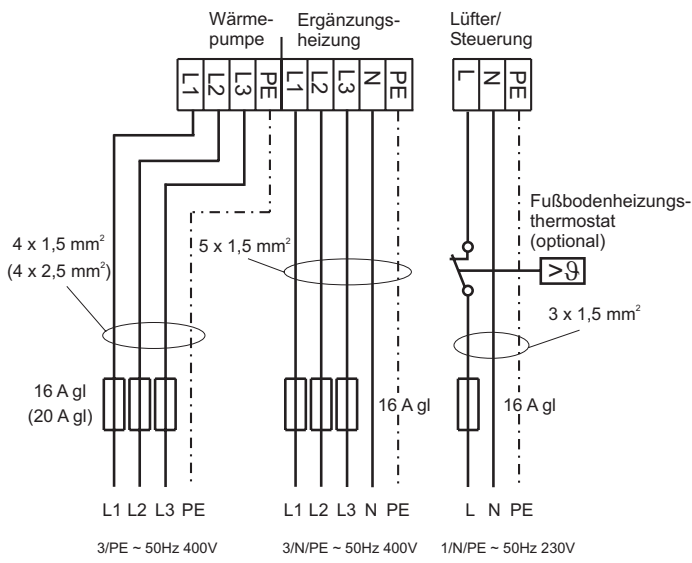 Wärme-
pumpe
Ergänzungs-
heizung
Lüfter/
Steuerung
L1 L2 L3 PE L1 L2 L3 N PE
L N PE
Fußbodenheizungs-
thermostat
(optional)
>ϑ
4 x 1,5 mm²
(4 x 2,5 mm²)
5 x 1,5 mm²
3 x 1,5 mm²
16 A gl
(20 A gl)
16 A gl
16 A gl
L1 L2 L3 PE
L1 L2 L3 N PE
L N PE
3/PE ~ 50Hz 400V
3/N/PE ~ 50Hz 400V
1/N/PE ~ 50Hz 230V